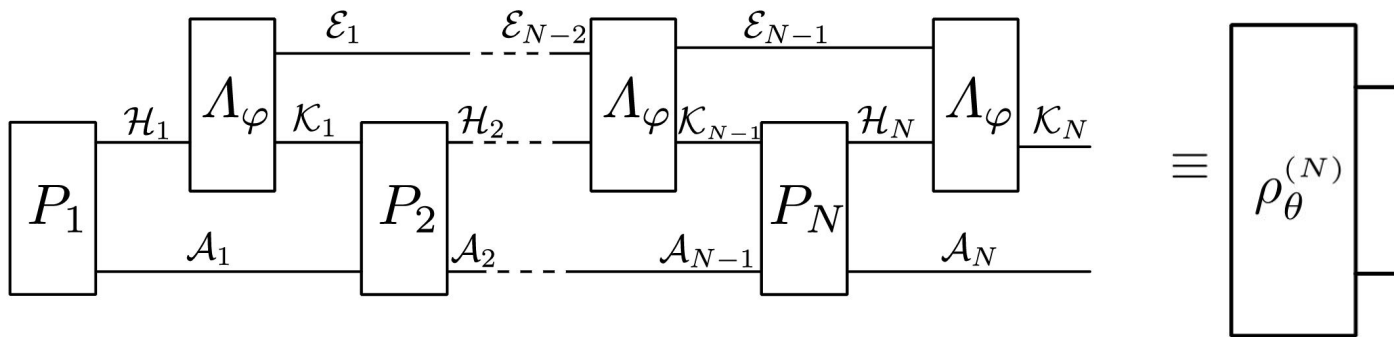 ℰ₁ ℰ_{N−2} ℰ_{N−1}
Λ_φ Λ_φ Λ_φ
ℋ₁ 𝒦₁ ℋ₂ 𝒦_{N−1} ℋ_N 𝒦_N
P₁ P₂ P_N ≡ ρ_θ^{(N)}
𝒜₁ 𝒜₂ 𝒜_{N−1} 𝒜_N